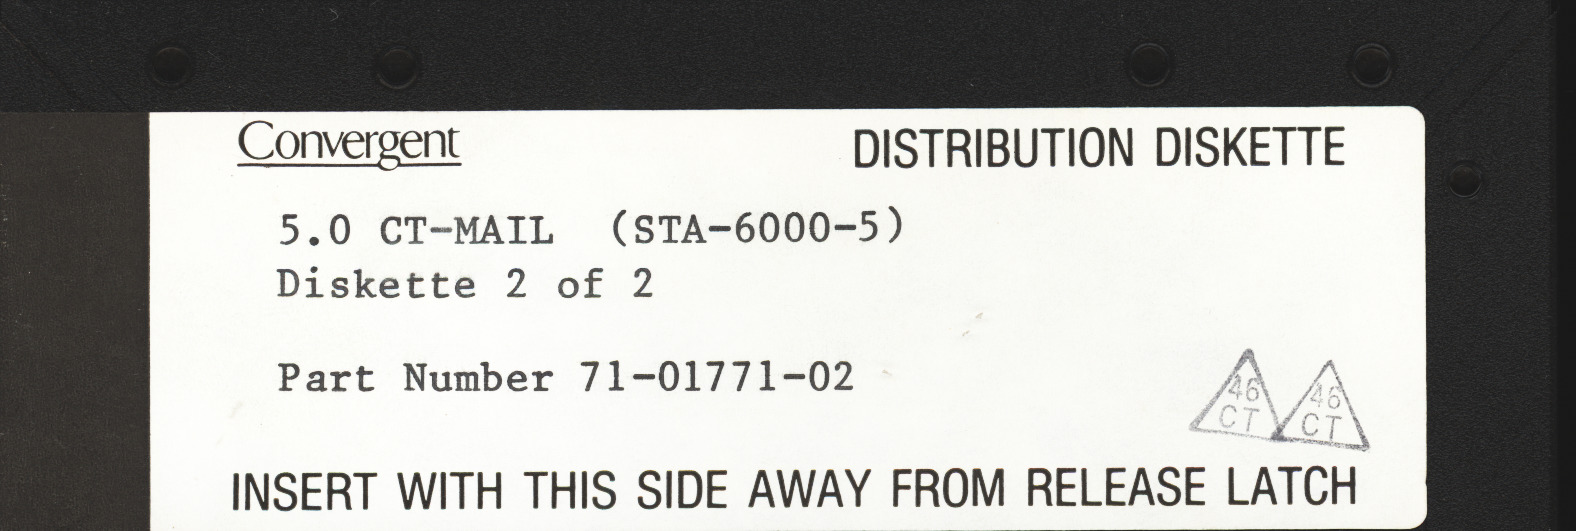 Convergent DISTRIBUTION DISKETTE
5.0 CT-MAIL (STA-6000-5)
Diskette 2 of 2
Part Number 71-01771-02
46 46
CT CT
INSERT WITH THIS SIDE AWAY FROM RELEASE LATCH